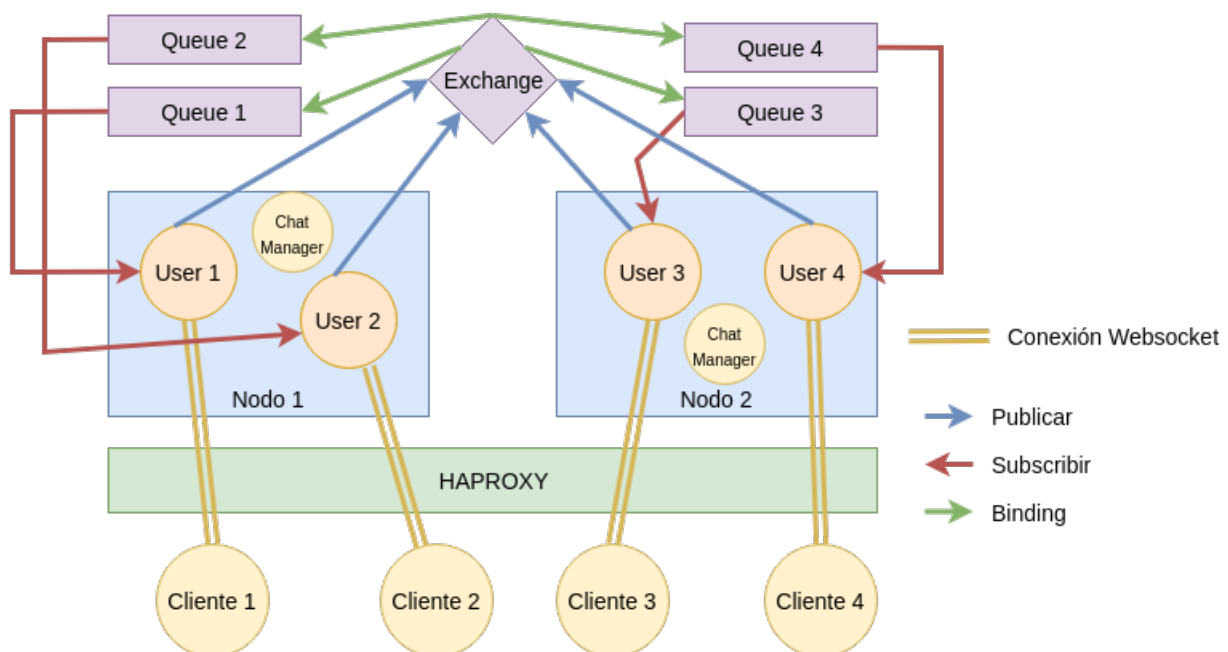 Queue 2
Queue 4
Exchange
Queue 1
Queue 3
Chat
Manager
User 1
User 2
User 3
User 4
Chat
Manager
Nodo 1
Nodo 2
Conexión Websocket
Publicar
Subscribir
Binding
HAPROXY
Cliente 1
Cliente 2
Cliente 3
Cliente 4